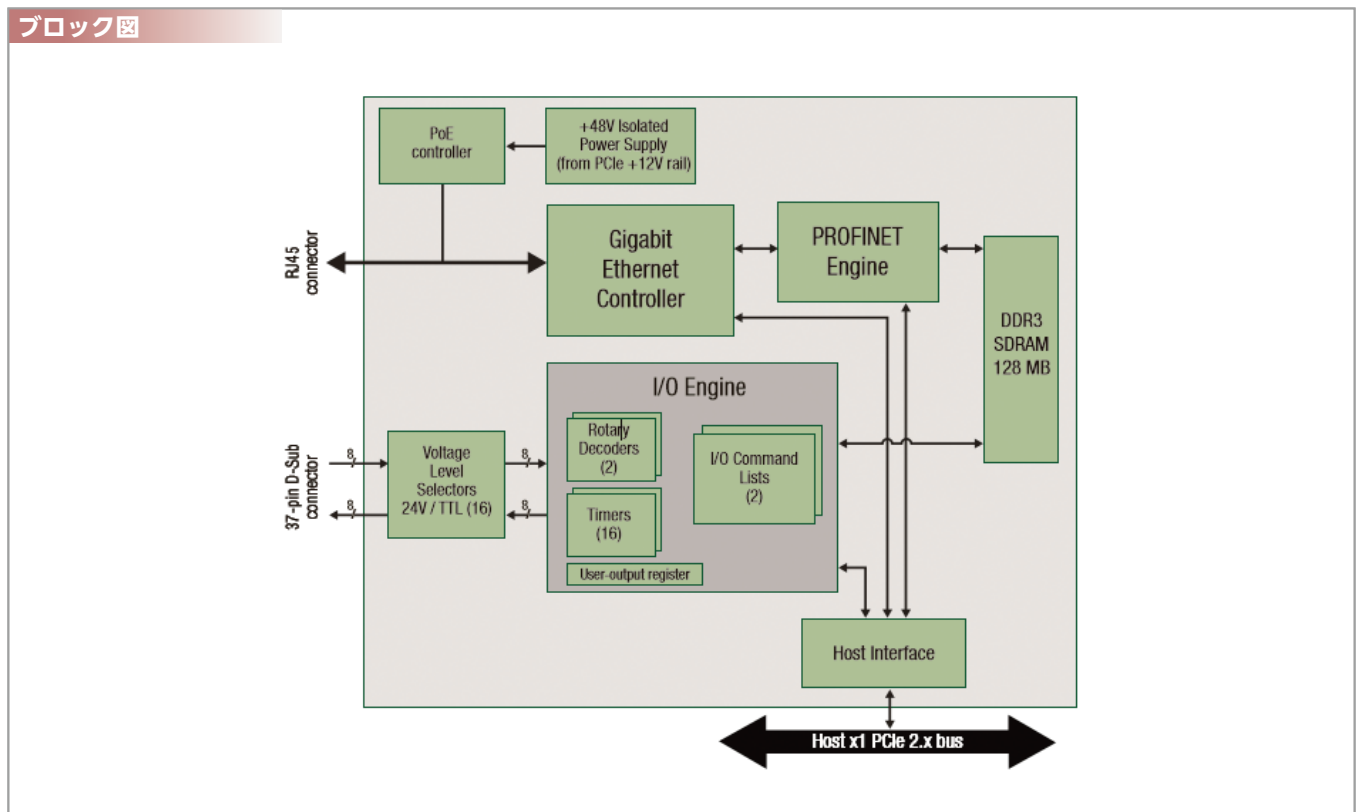 ブロック図
PoE
controller
+48V Isolated
Power Supply
(from PCIe +12V rail)
RJ45
connector
Gigabit
Ethernet
Controller
PROFINET
Engine
DDR3
SDRAM
128 MB
I/O Engine
37-pin D-Sub
connector
8
8
Voltage
Level
Selectors
24V / TTL (16)
8
8
Rotary
Decoders
(2)
I/O Command
Lists
(2)
Timers
(16)
User-output register
Host Interface
Host x1 PCIe 2.x bus